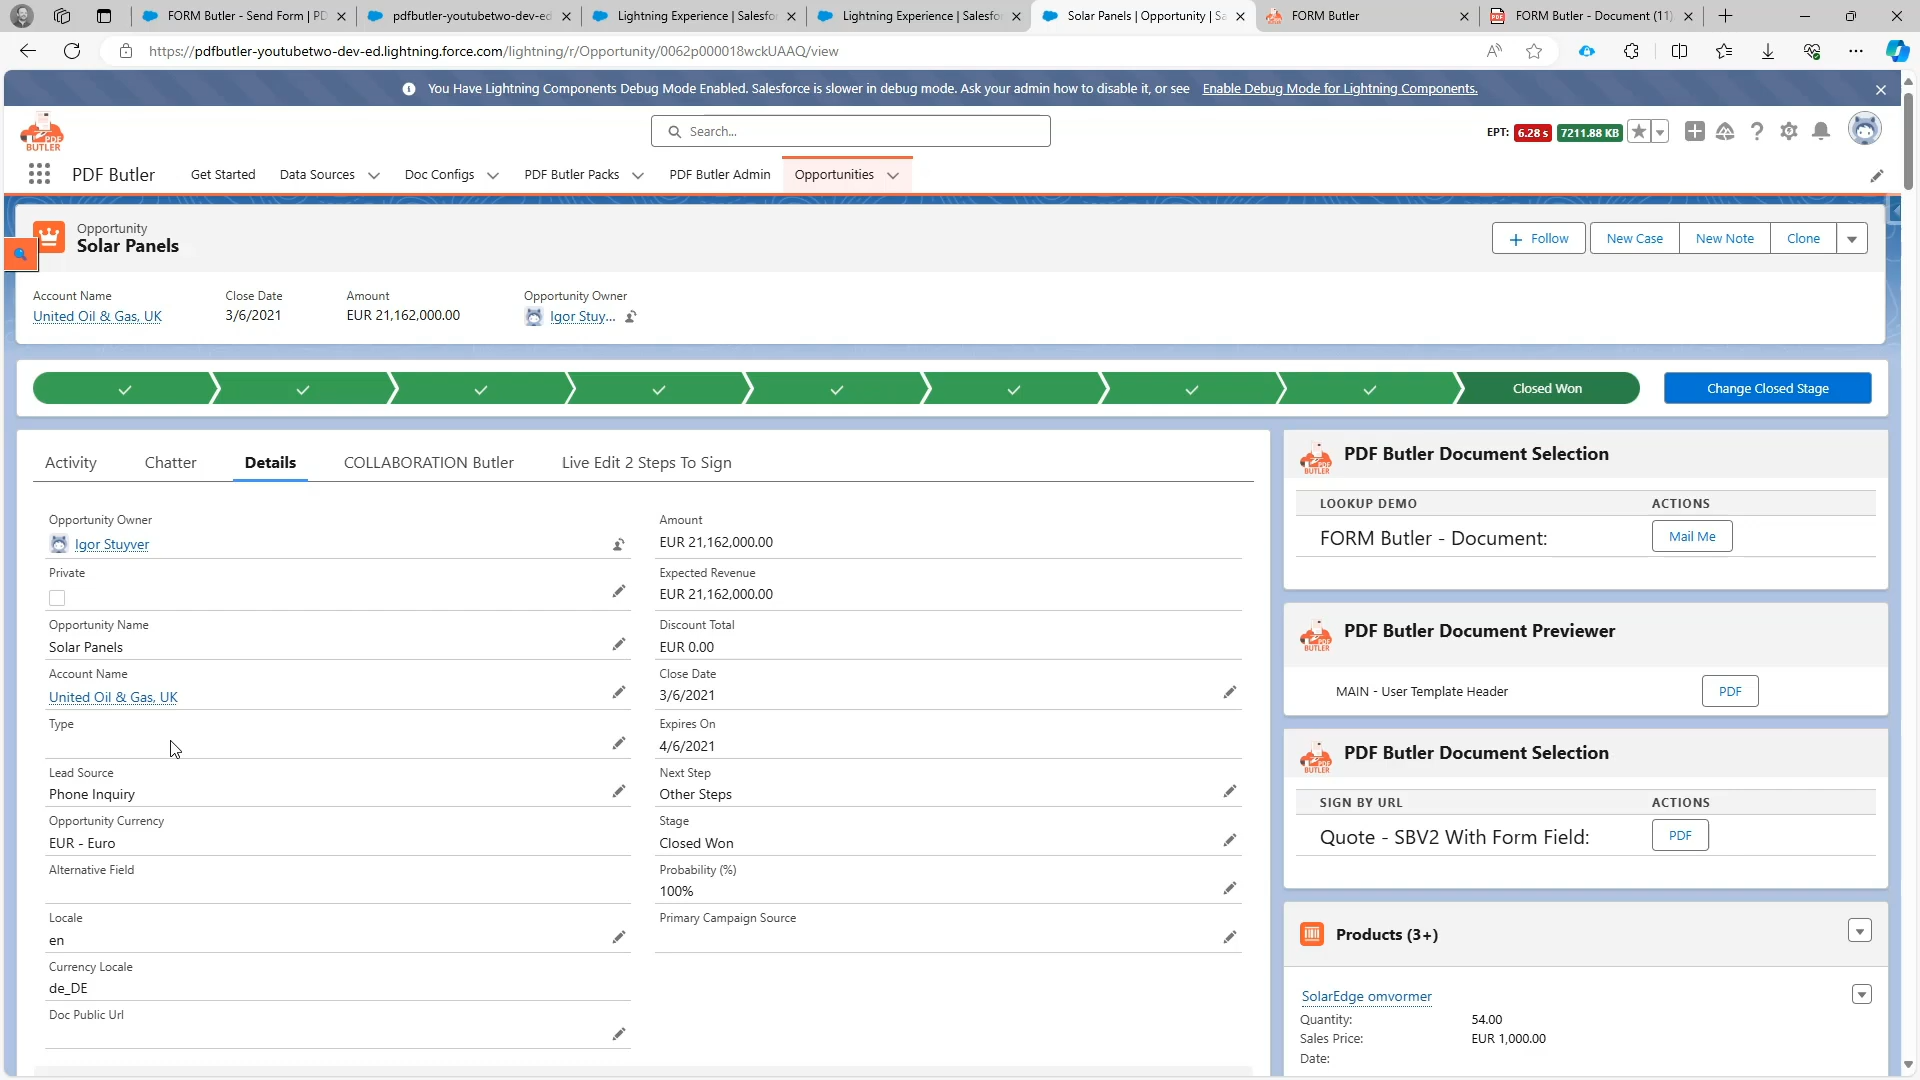 FORM Butler - Send Form | PD
pdfbutler-youtubetwo-dev-ed
Lightning Experience | Salesfor
Lightning Experience | Salesfor
Solar Panels | Opportunity | Sa
FORM Butler
FORM Butler - Document (11)
https://pdfbutler-youtubetwo-dev-ed.lightning.force.com/lightning/r/Opportunity/0062p000018wckUAAQ/view
You Have Lightning Components Debug Mode Enabled. Salesforce is slower in debug mode. Ask your admin how to disable it, or see Enable Debug Mode for Lightning Components.
PDF BUTLER
Search...
EPT: 6.28 s 7211.88 KB
PDF Butler
Get Started
Data Sources
Doc Configs
PDF Butler Packs
PDF Butler Admin
Opportunities
Opportunity
Solar Panels
Follow
New Case
New Note
Clone
Account Name
United Oil & Gas, UK
Close Date
3/6/2021
Amount
EUR 21,162,000.00
Opportunity Owner
Igor Stuy...
Closed Won
Change Closed Stage
Activity
Chatter
Details
COLLABORATION Butler
Live Edit 2 Steps To Sign
Opportunity Owner
Igor Stuyver
Private
Opportunity Name
Solar Panels
Account Name
United Oil & Gas, UK
Type
Lead Source
Phone Inquiry
Opportunity Currency
EUR - Euro
Alternative Field
Locale
en
Currency Locale
de_DE
Doc Public Url
Amount
EUR 21,162,000.00
Expected Revenue
EUR 21,162,000.00
Discount Total
EUR 0.00
Close Date
3/6/2021
Expires On
4/6/2021
Next Step
Other Steps
Stage
Closed Won
Probability (%)
100%
Primary Campaign Source
PDF BUTLER
PDF Butler Document Selection
LOOKUP DEMO ACTIONS
FORM Butler - Document: Mail Me
PDF BUTLER
PDF Butler Document Previewer
MAIN - User Template Header PDF
PDF BUTLER
PDF Butler Document Selection
SIGN BY URL ACTIONS
Quote - SBV2 With Form Field: PDF
Products (3+)
SolarEdge omvormer
Quantity: 54.00
Sales Price: EUR 1,000.00
Date: